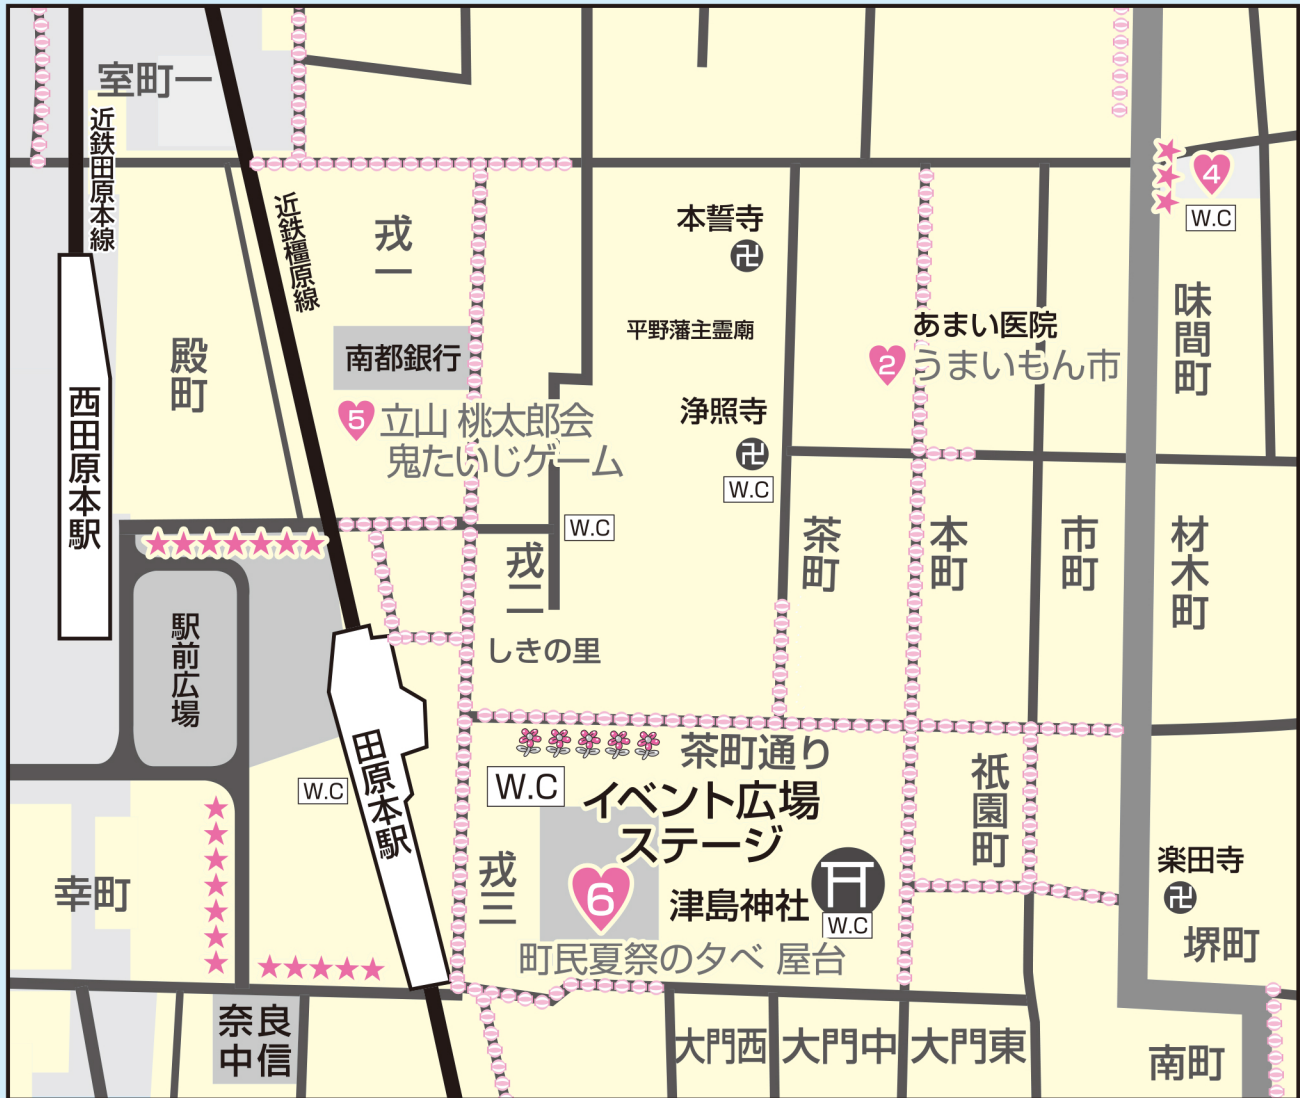 室町一
近鉄田原本線
近鉄橿原線
戎一
本誓寺
4
W.C
味間町
平野藩主霊廟
あまい医院
2
うまいもん市
南都銀行
殿町
5
立山 桃太郎会
鬼たいじゲーム
浄照寺
W.C
西田原本駅
W.C
戎二
茶町
本町
市町
材木町
駅前広場
しきの里
茶町通り
田原本駅
W.C
W.C
イベント広場
ステージ
祇園町
戎三
6
津島神社
W.C
楽田寺
堺町
幸町
町民夏祭の夕べ 屋台
奈良
中信
大門西
大門中
大門東
南町